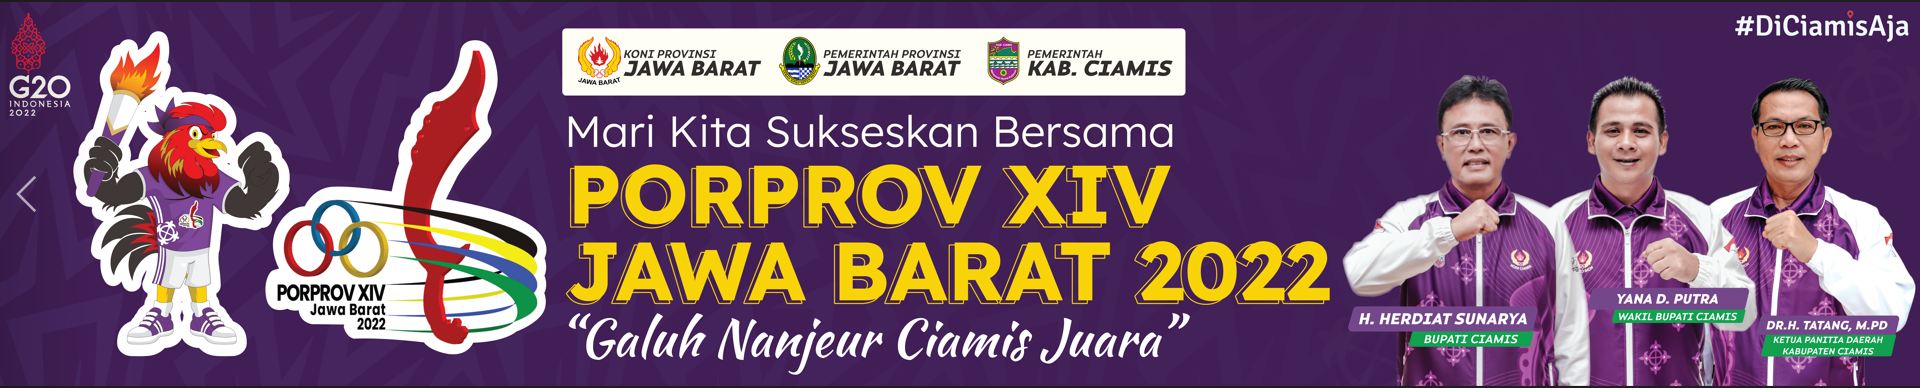 G20
INDONESIA
2022
PORPROV XIV
Jawa Barat
2022
JAWA BARAT
KONI PROVINSI
JAWA BARAT
PEMERINTAH PROVINSI
JAWA BARAT
PEMERINTAH
KAB. CIAMIS
#DiCiamisAja
Mari Kita Sukseskan Bersama
PORPROV XIV
JAWA BARAT 2022
“Galuh Nanjeur Ciamis Juara”
H. HERDIAT SUNARYA
BUPATI CIAMIS
YANA D. PUTRA
WAKIL BUPATI CIAMIS
DR.H. TATANG, M.PD
KETUA PANITIA DAERAH
KABUPATEN CIAMIS